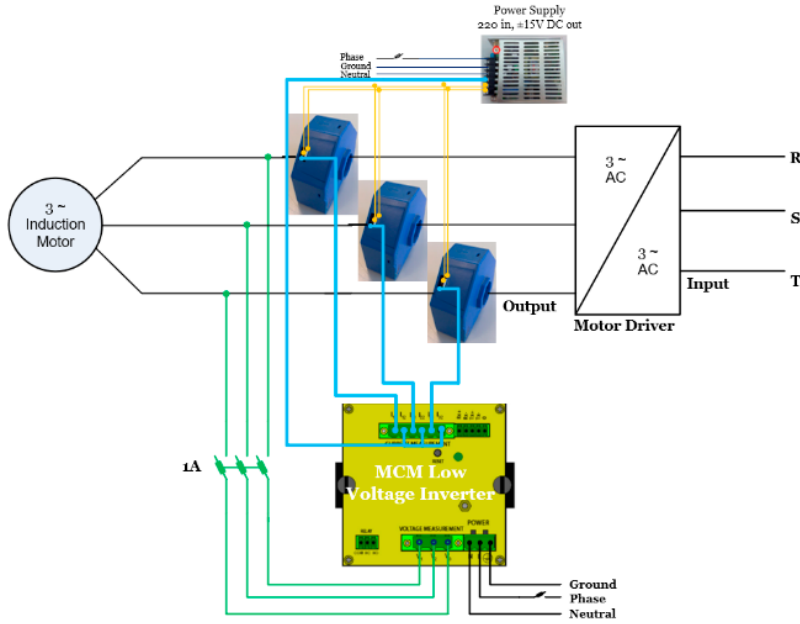 Power Supply
220 in, ±15V DC out
Phase
Ground
Neutral
3 ~
Induction
Motor
3 ~
AC
3 ~
AC
R
S
T
Output
Input
Motor Driver
1A
MCM Low
Voltage Inverter
RELAY
VOLTAGE MEASUREMENT
POWER
Ground
Phase
Neutral